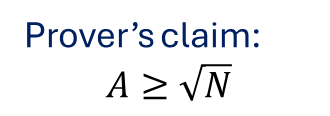 Prover's claim:
A ≥ √N